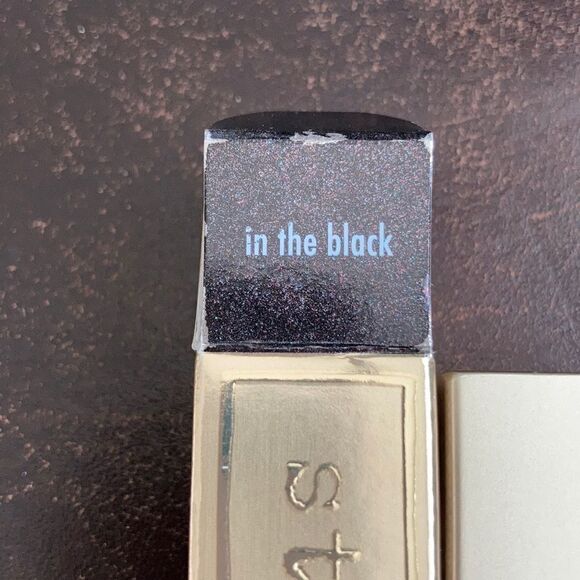 in the black